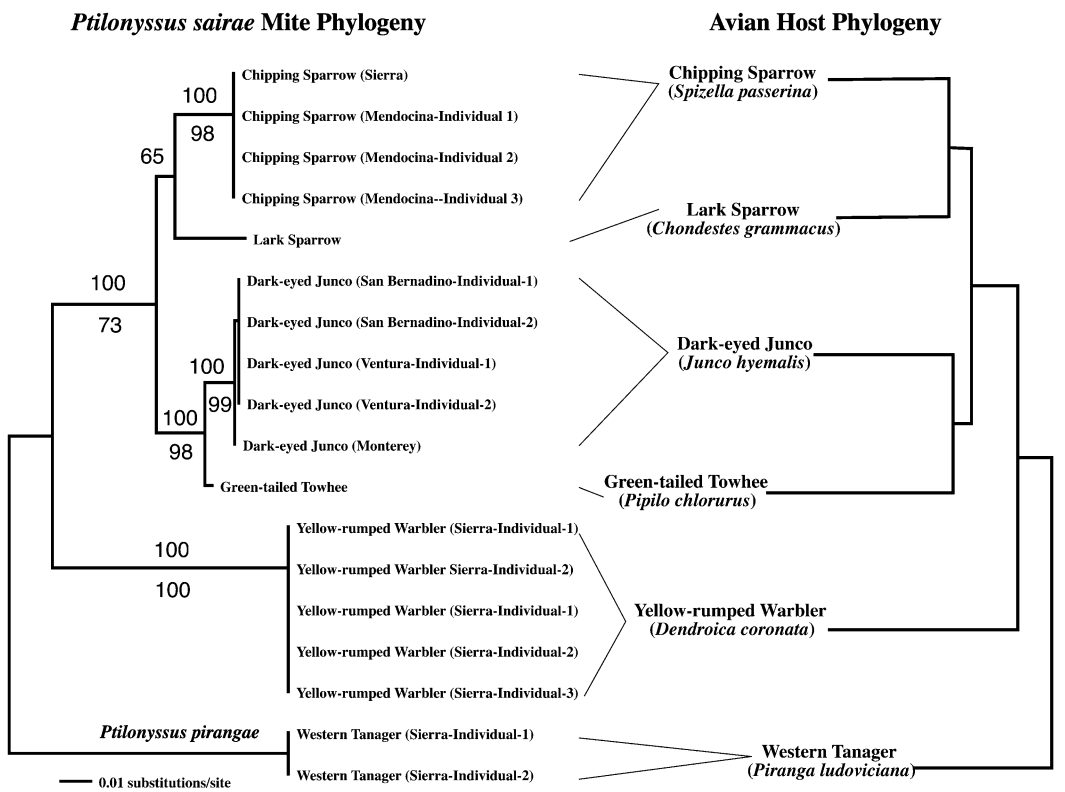 Ptilonyssus sairae Mite Phylogeny
Avian Host Phylogeny
Chipping Sparrow (Sierra)
100
Chipping Sparrow (Mendocina-Individual 1)
98
65
Chipping Sparrow (Mendocina-Individual 2)
Chipping Sparrow (Mendocina--Individual 3)
Lark Sparrow
100
73
Dark-eyed Junco (San Bernadino-Individual-1)
Dark-eyed Junco (San Bernadino-Individual-2)
100
Dark-eyed Junco (Ventura-Individual-1)
99
Dark-eyed Junco (Ventura-Individual-2)
100
98
Dark-eyed Junco (Monterey)
Green-tailed Towhee
Yellow-rumped Warbler (Sierra-Individual-1)
100
100
Yellow-rumped Warbler Sierra-Individual-2)
Yellow-rumped Warbler (Sierra-Individual-1)
Yellow-rumped Warbler (Sierra-Individual-2)
Yellow-rumped Warbler (Sierra-Individual-3)
Ptilonyssus pirangae
Western Tanager (Sierra-Individual-1)
Western Tanager (Sierra-Individual-2)
0.01 substitutions/site
Chipping Sparrow
(Spizella passerina)
Lark Sparrow
(Chondestes grammacus)
Dark-eyed Junco
(Junco hyemalis)
Green-tailed Towhee
(Pipilo chlorurus)
Yellow-rumped Warbler
(Dendroica coronata)
Western Tanager
(Piranga ludoviciana)